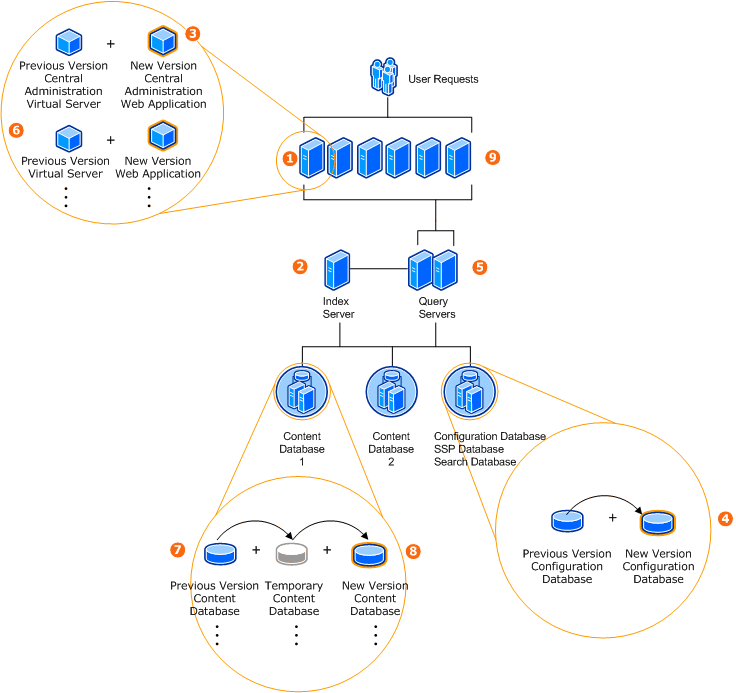 3
+
Previous Version
Central
Administration
Virtual Server
New Version
Central
Administration
Web Application
6
+
Previous Version
Virtual Server
New Version
Web Application
User Requests
1
9
2
5
Index
Server
Query
Servers
Content
Database
1
Content
Database
2
Configuration Database
SSP Database
Search Database
7
+
+
8
Previous Version
Content
Database
Temporary
Content
Database
New Version
Content
Database
+
4
Previous Version
Configuration
Database
New Version
Configuration
Database